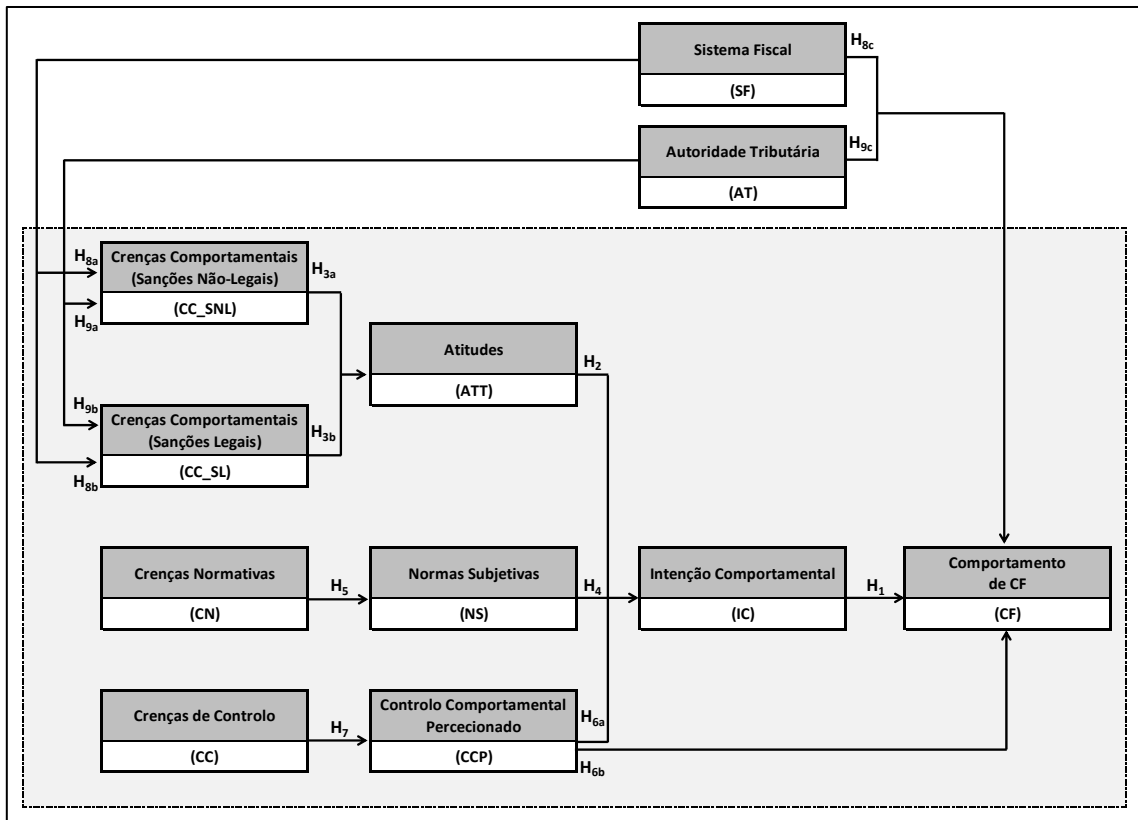 Sistema Fiscal
H8c
(SF)
Autoridade Tributária
H9c
(AT)
H8a
Crenças Comportamentais
(Sanções Não-Legais)
H3a
(CC_SNL)
H9a
Atitudes
H2
(ATT)
H9b
Crenças Comportamentais
(Sanções Legais)
H3b
(CC_SL)
H8b
Crenças Normativas
(CN)
H5
Normas Subjetivas
(NS)
H4
Intenção Comportamental
(IC)
H1
Comportamento
de CF
(CF)
Crenças de Controlo
(CC)
H7
Controlo Comportamental
Percecionado
(CCP)
H6a
H6b